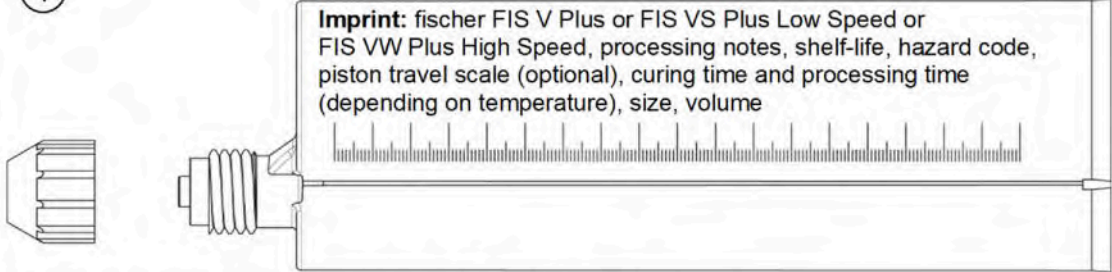 Imprint: fischer FIS V Plus or FIS VS Plus Low Speed or
FIS VW Plus High Speed, processing notes, shelf-life, hazard code,
piston travel scale (optional), curing time and processing time
(depending on temperature), size, volume